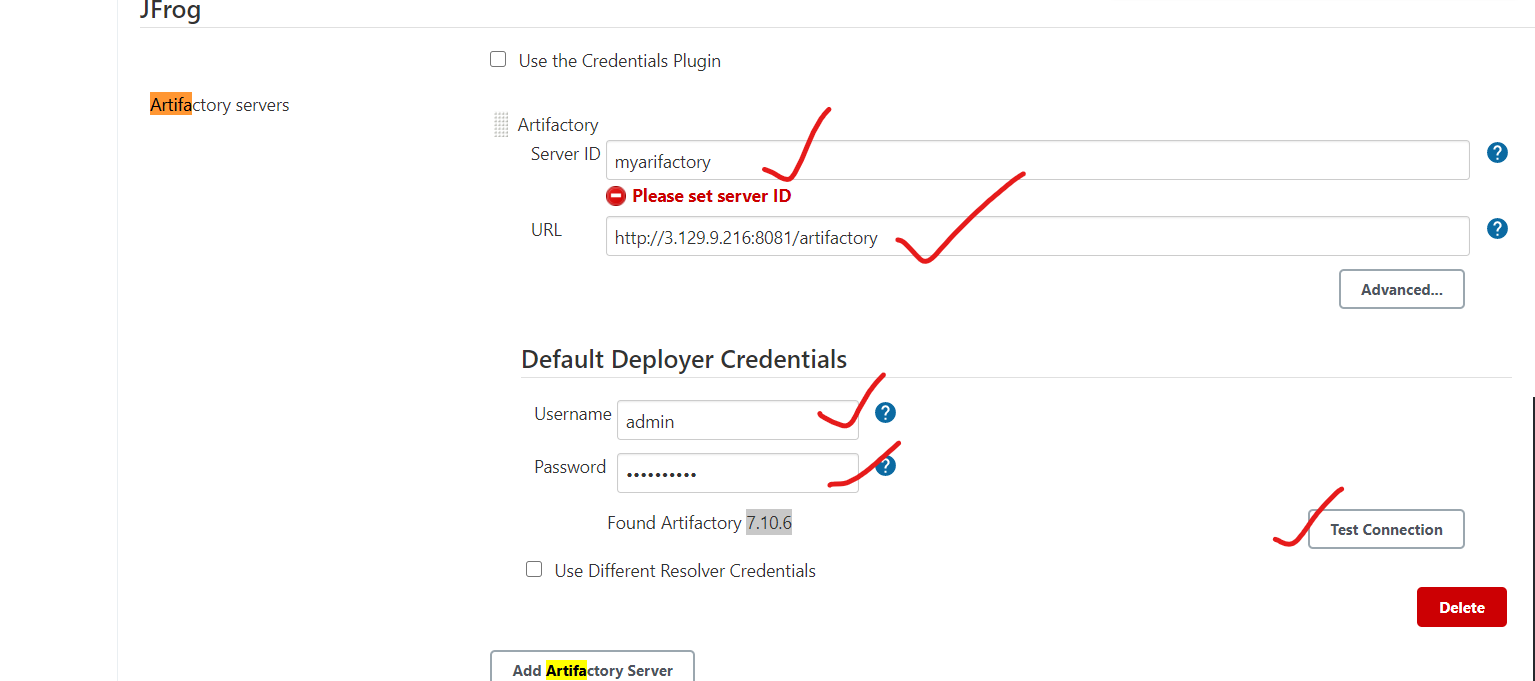 JFrog
Use the Credentials Plugin
Artifactory servers
Artifactory
Server ID myarifactory
Please set server ID
URL http://3.129.9.216:8081/artifactory
Advanced...
Default Deployer Credentials
Username admin
Password ••••••••••
Found Artifactory 7.10.6
Test Connection
Use Different Resolver Credentials
Delete
Add Artifactory Server